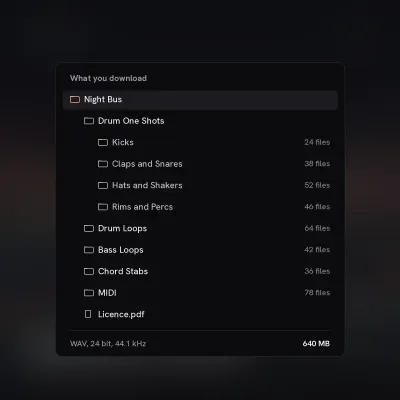 What you download
Night Bus
Drum One Shots
Kicks 24 files
Claps and Snares 38 files
Hats and Shakers 52 files
Rims and Percs 46 files
Drum Loops 64 files
Bass Loops 42 files
Chord Stabs 36 files
MIDI 78 files
Licence.pdf
WAV, 24 bit, 44.1 kHz 640 MB